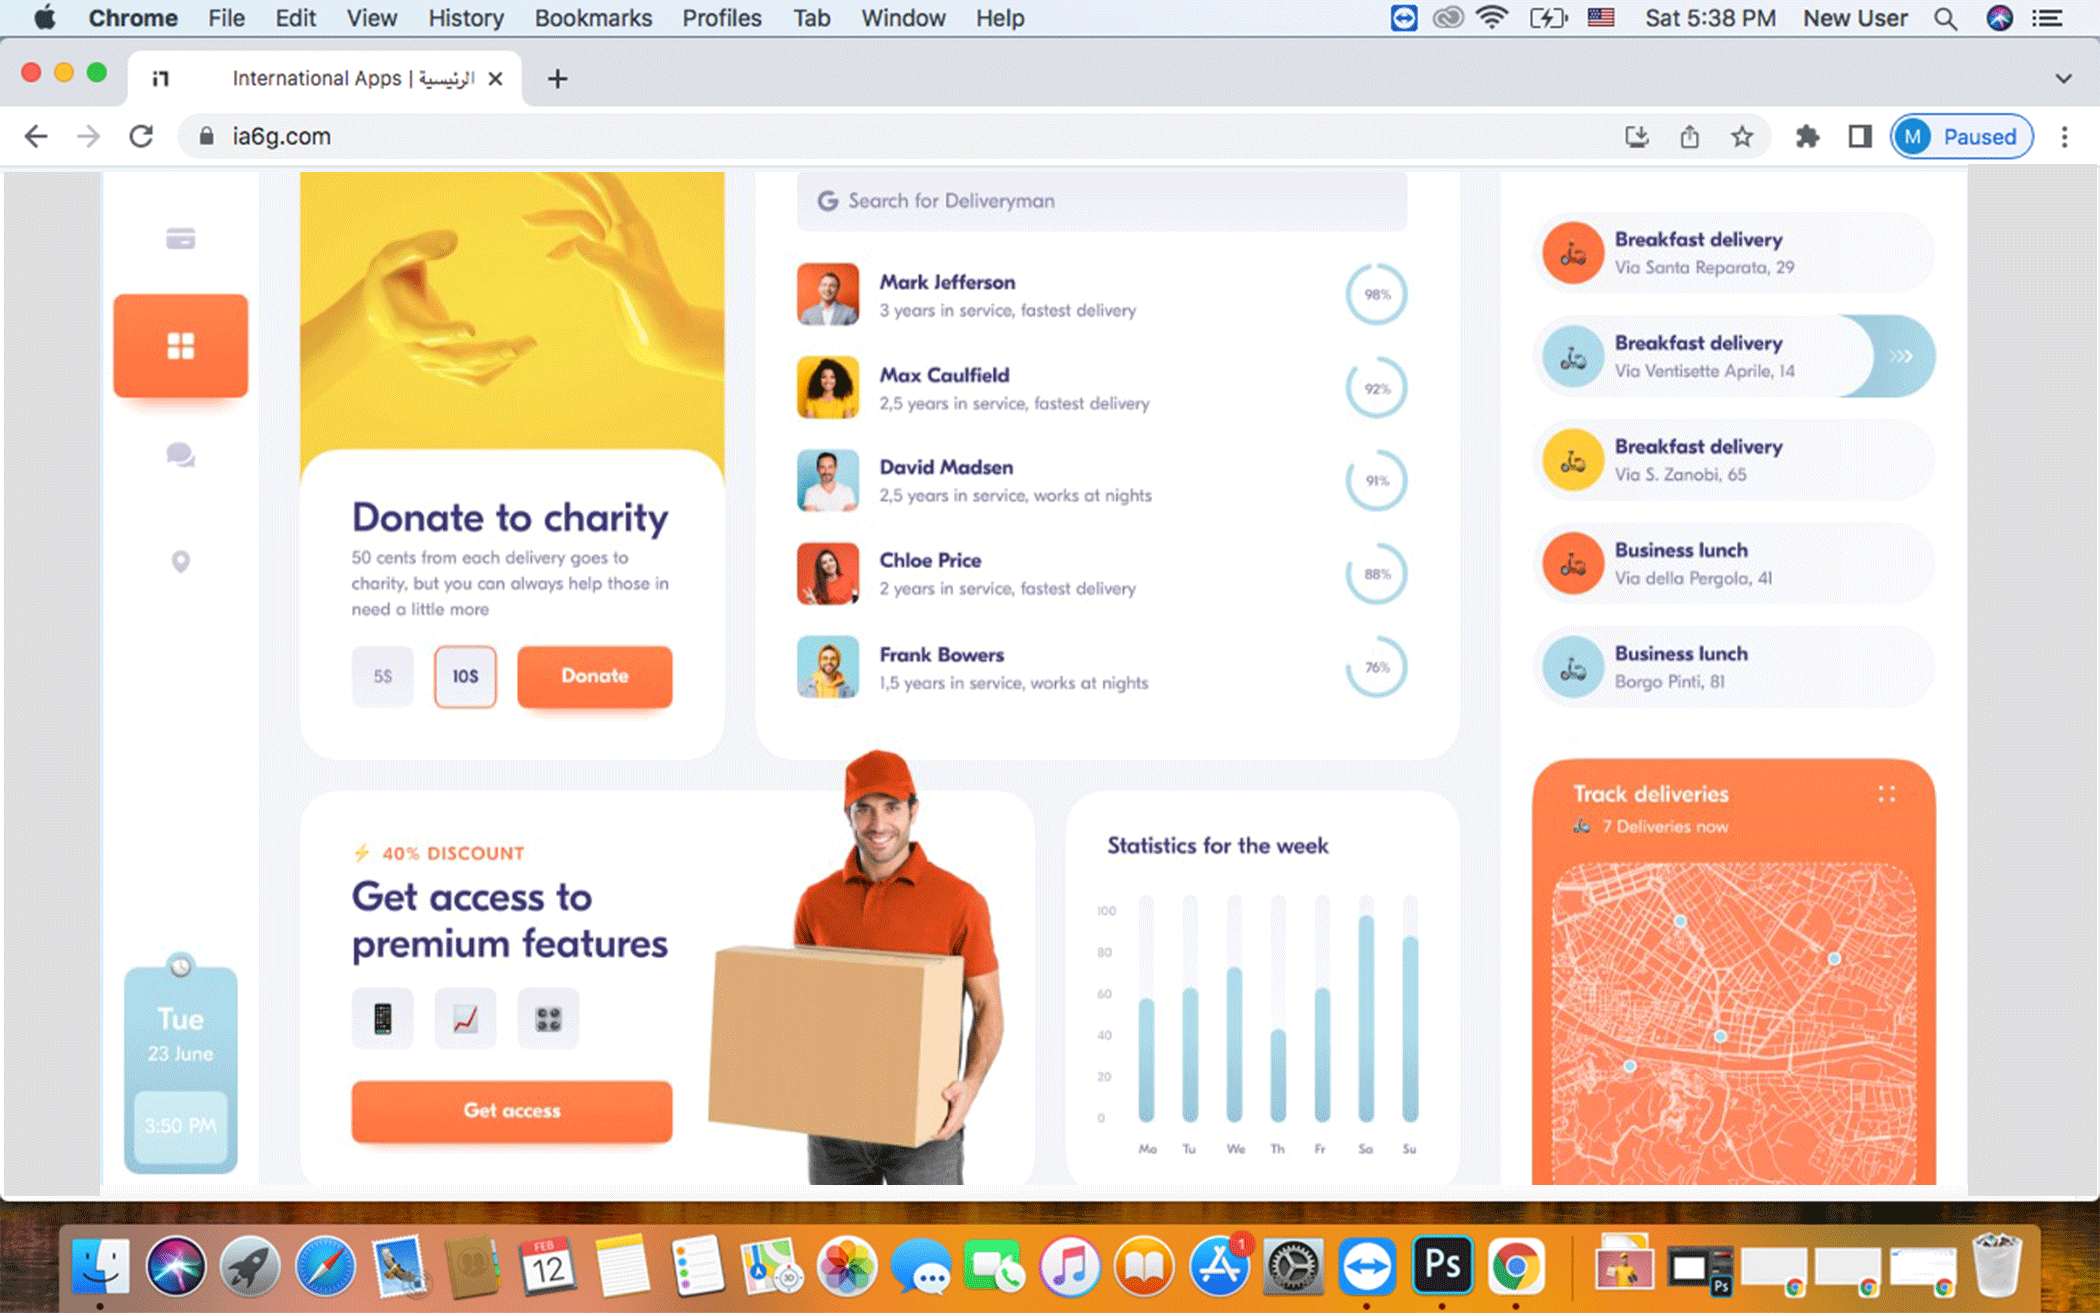 Chrome File Edit View History Bookmarks Profiles Tab Window Help
Sat 5:38 PM New User
International Apps | الرئيسية
ia6g.com
M Paused
Search for Deliveryman
Mark Jefferson
3 years in service, fastest delivery
98%
Max Caulfield
2,5 years in service, fastest delivery
92%
David Madsen
2,5 years in service, works at nights
91%
Chloe Price
2 years in service, fastest delivery
88%
Frank Bowers
1,5 years in service, works at nights
76%
Breakfast delivery
Via Santa Reparata, 29
Breakfast delivery
Via Ventisette Aprile, 14
Breakfast delivery
Via S. Zanobi, 65
Business lunch
Via della Pergola, 41
Business lunch
Borgo Pinti, 81
Donate to charity
50 cents from each delivery goes to
charity, but you can always help those in
need a little more
5$ 10$ Donate
40% DISCOUNT
Get access to
premium features
Get access
Statistics for the week
100
80
60
40
20
0
Mo Tu We Th Fr Sa Su
Track deliveries
7 Deliveries now
Tue
23 June
3:50 PM
FEB
12
3D
1
Ps
Ps